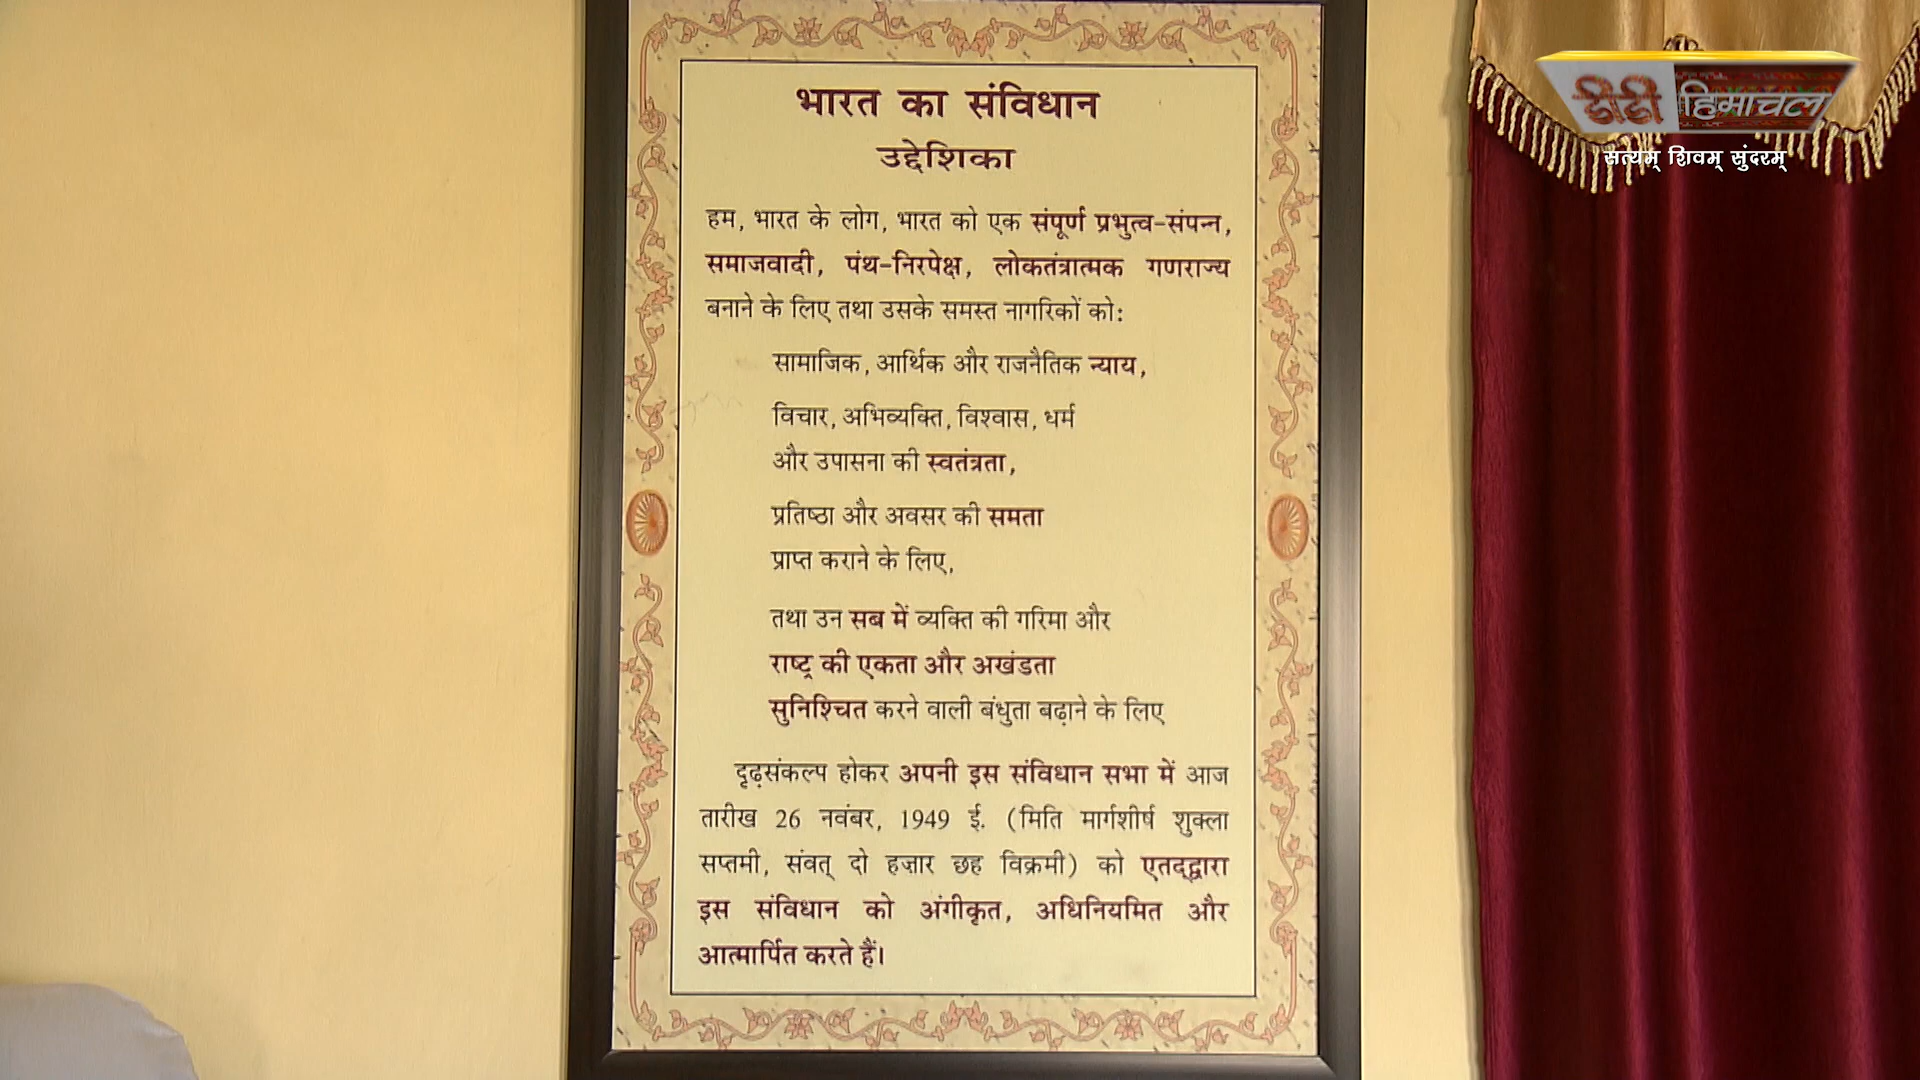 भारत का संविधान
उद्देशिका
हम, भारत के लोग, भारत को एक संपूर्ण प्रभुत्व-संपन्न,
समाजवादी, पंथ-निरपेक्ष, लोकतंत्रात्मक गणराज्य
बनाने के लिए तथा उसके समस्त नागरिकों को:
सामाजिक, आर्थिक और राजनैतिक न्याय,
विचार, अभिव्यक्ति, विश्वास, धर्म
और उपासना की स्वतंत्रता,
प्रतिष्ठा और अवसर की समता
प्राप्त कराने के लिए,
तथा उन सब में व्यक्ति की गरिमा और
राष्ट्र की एकता और अखंडता
सुनिश्चित करने वाली बंधुता बढ़ाने के लिए
दृढ़संकल्प होकर अपनी इस संविधान सभा में आज
तारीख 26 नवंबर, 1949 ई. (मिति मार्गशीर्ष शुक्ला
सप्तमी, संवत् दो हज़ार छह विक्रमी) को एतद्द्वारा
इस संविधान को अंगीकृत, अधिनियमित और
आत्मार्पित करते हैं।
डीडी हिमाचल
सत्यम् शिवम् सुंदरम्